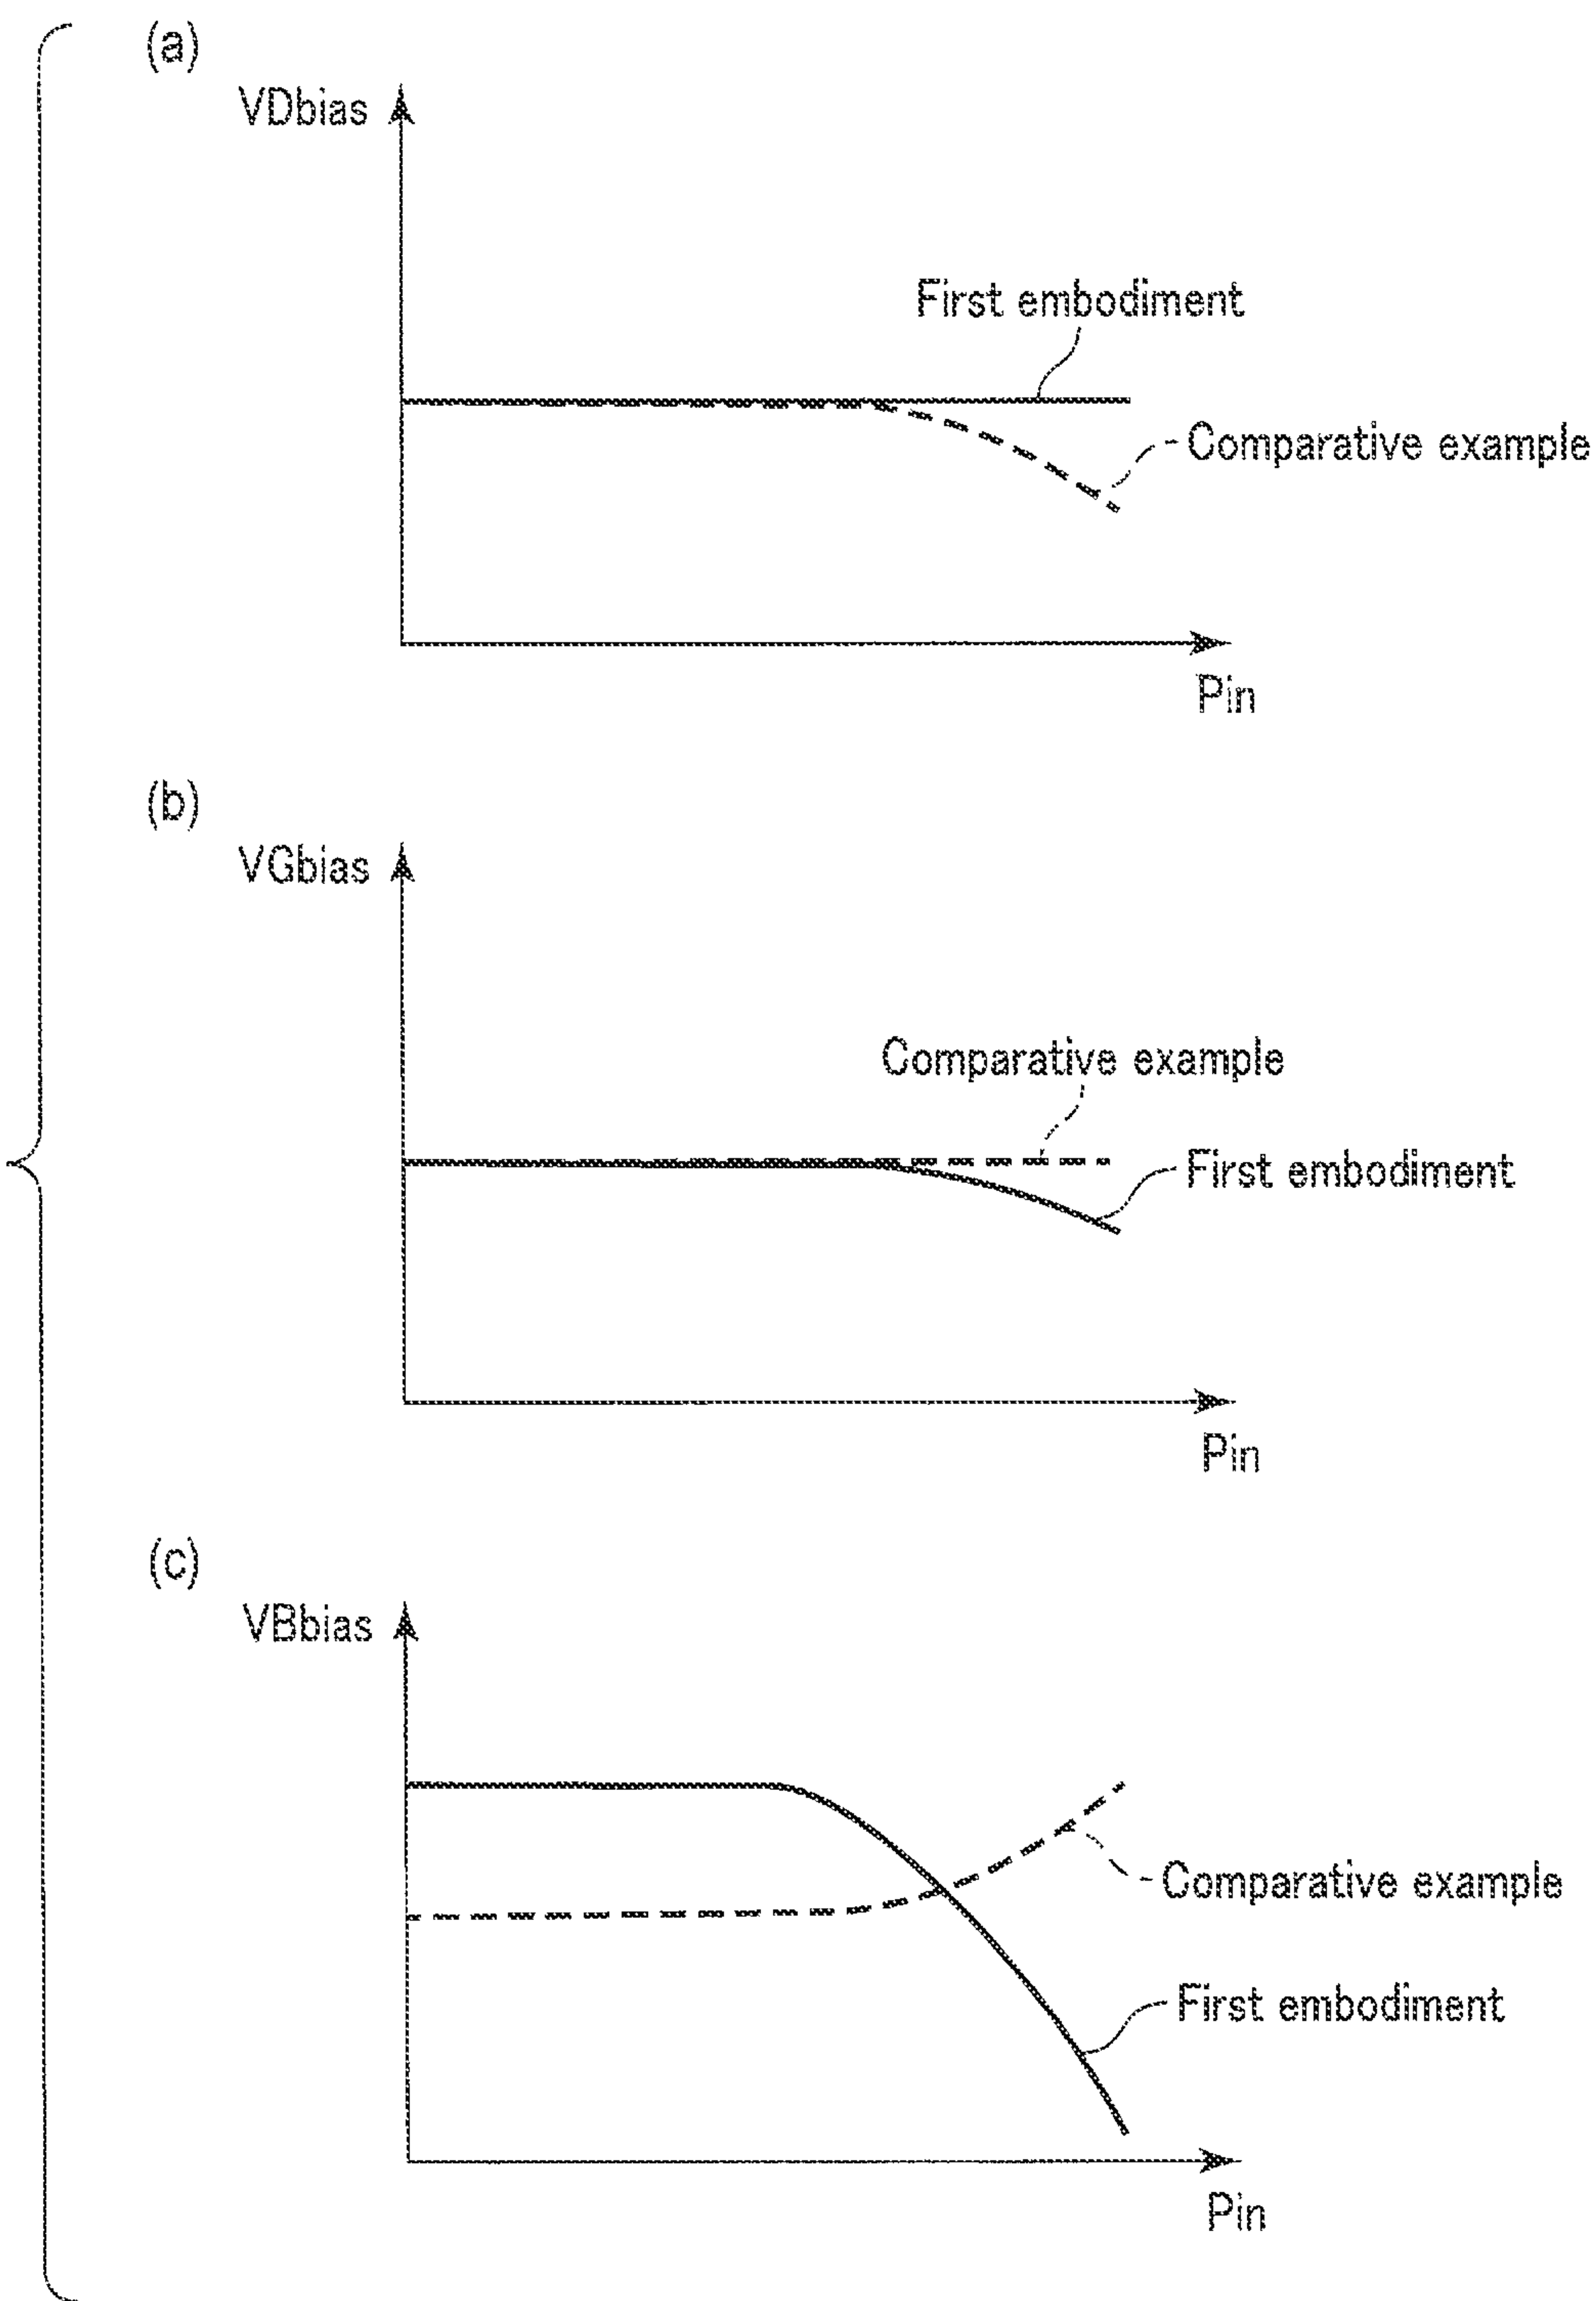 (a)
VDbias
First embodiment
Comparative example
Pin
(b)
VGbias
Comparative example
First embodiment
Pin
(c)
VBbias
Comparative example
First embodiment
Pin